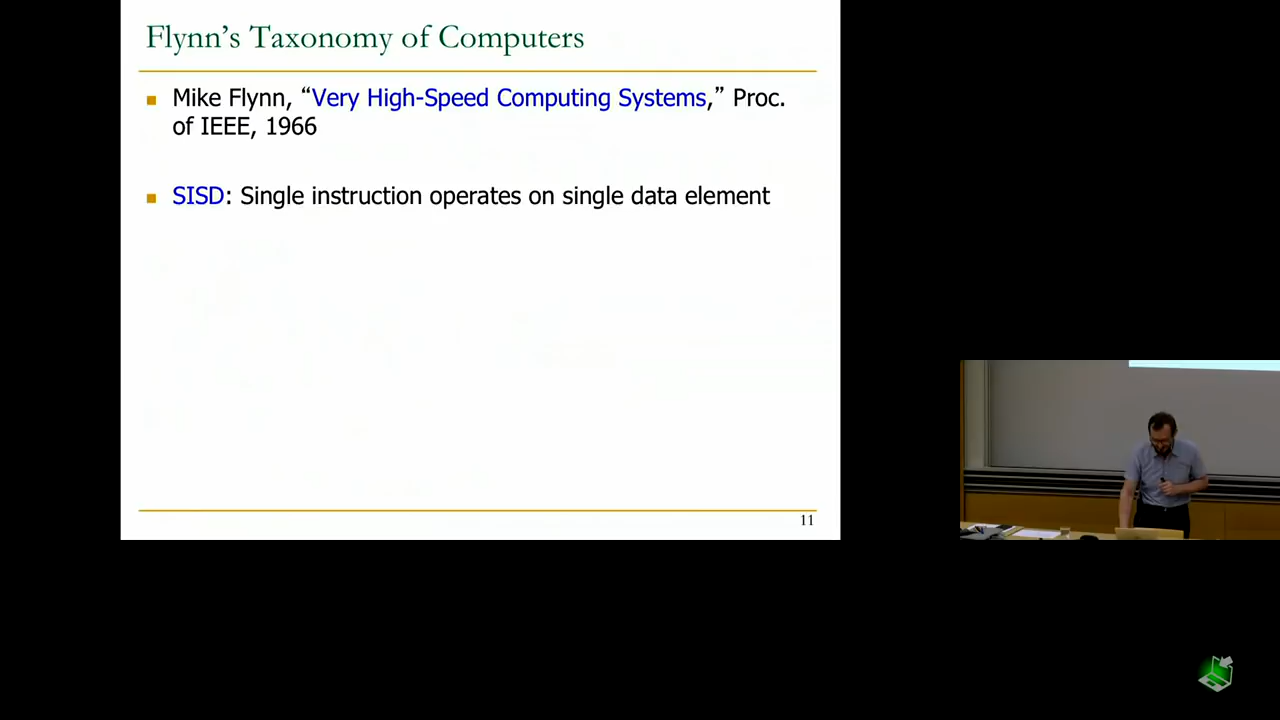 Flynn's Taxonomy of Computers
Mike Flynn, “Very High-Speed Computing Systems,” Proc.
of IEEE, 1966
SISD: Single instruction operates on single data element
11